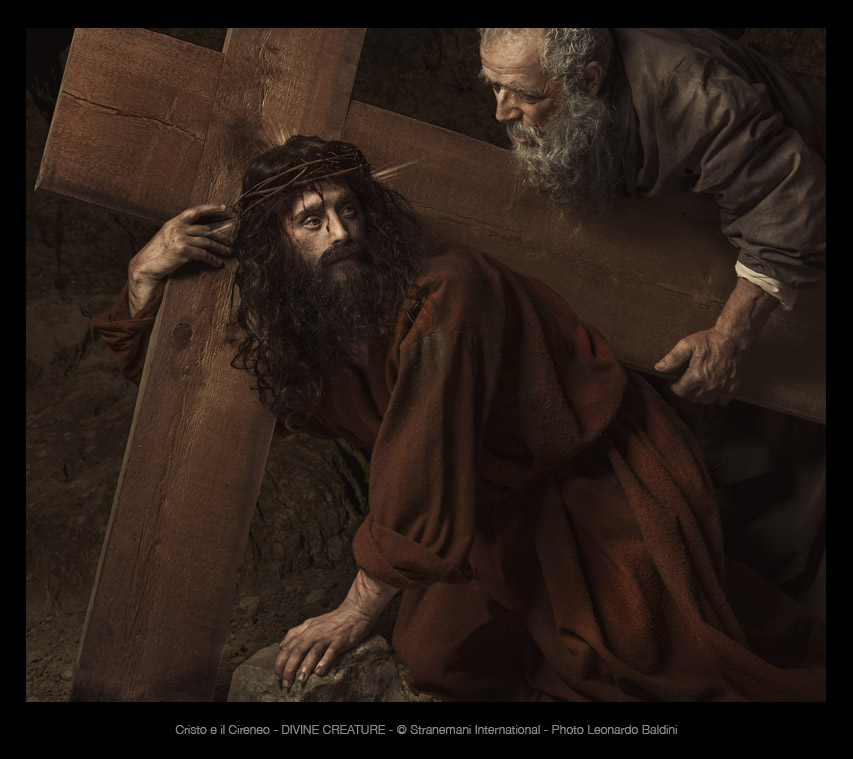 Cristo e il Cireneo - DIVINE CREATURE - © Stranemani International - Photo Leonardo Baldini